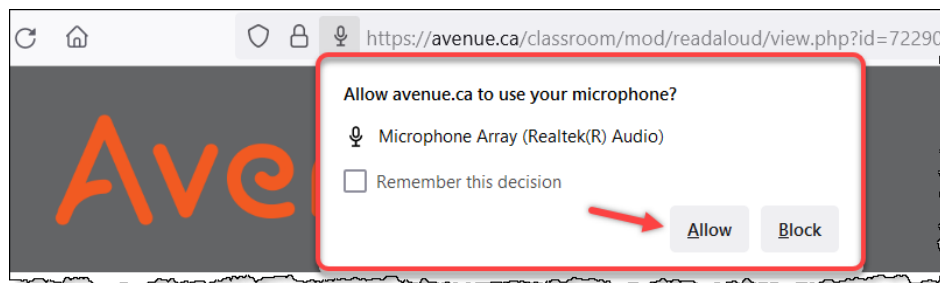 https://avenue.ca/classroom/mod/readaloud/view.php?id=72290
Allow avenue.ca to use your microphone?
Microphone Array (Realtek(R) Audio)
Remember this decision
Allow Block
Ave